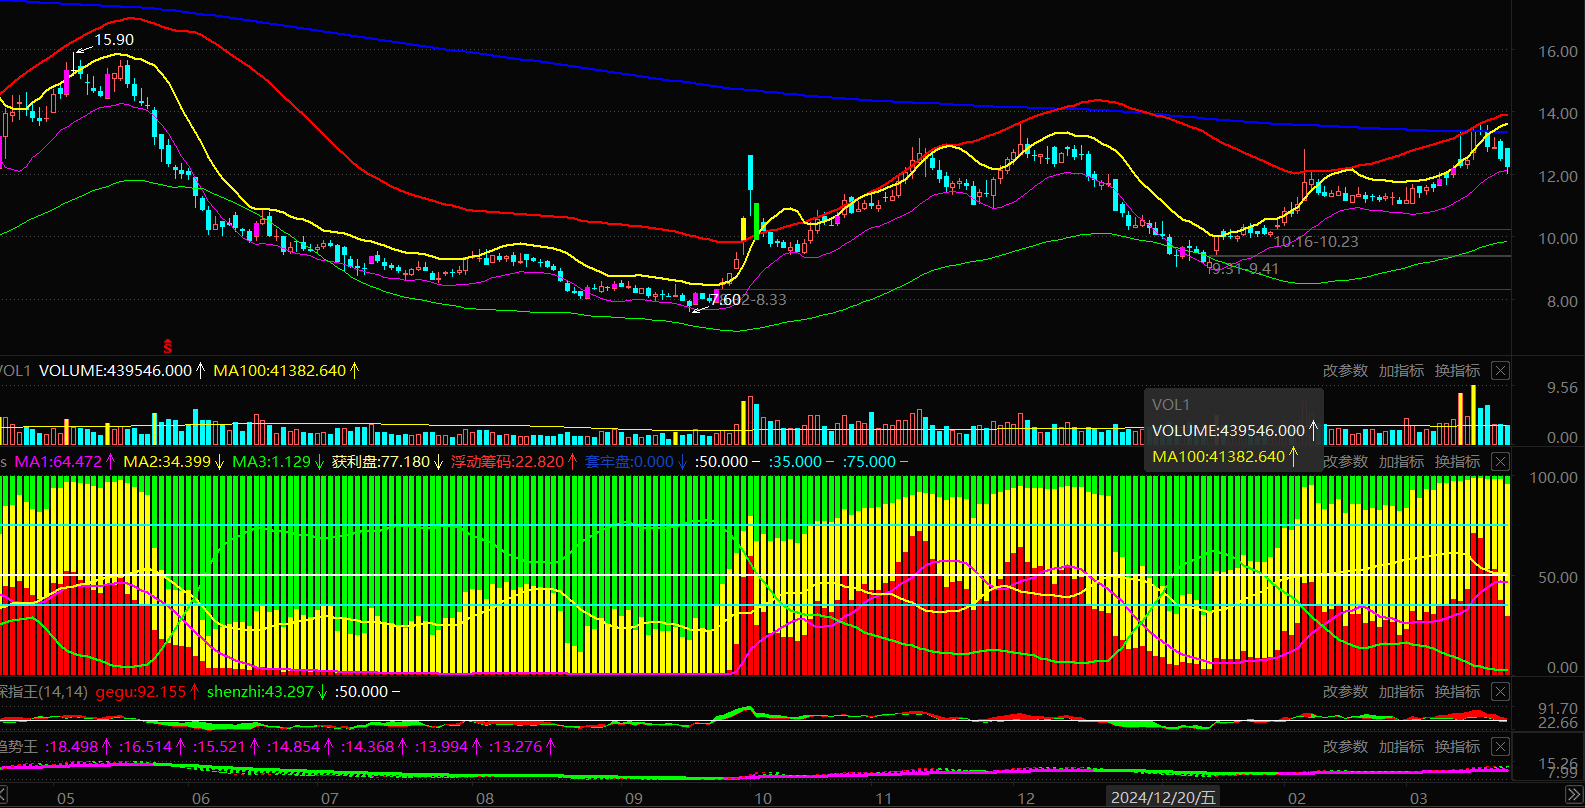 15.90
16.00
14.00
12.00
10.16-10.23
10.00
9.31-9.41
7.60
2-8.33
8.00
VOL1 VOLUME:439546.000↑ MA100:41382.640↑ 改参数 加指标 换指标
9.56
VOL1
VOLUME:439546.000↑
MA100:41382.640↑
0.00
s MA1:64.472↑ MA2:34.399↓ MA3:1.129↓ 获利盘:77.180↓ 浮动筹码:22.820↑ 套牢盘:0.000↓ :50.000− :35.000− :75.000− 改参数 加指标 换指标
100.00
50.00
0.00
深指王(14,14) gegu:92.155↑ shenzhi:43.297↓ :50.000− 改参数 加指标 换指标
91.70
22.66
趋势王 :18.498↑ :16.514↑ :15.521↑ :14.854↑ :14.368↑ :13.994↑ :13.276↑ 改参数 加指标 换指标
15.26
7.99
05 06 07 08 09 10 11 12 2024/12/20/五 02 03